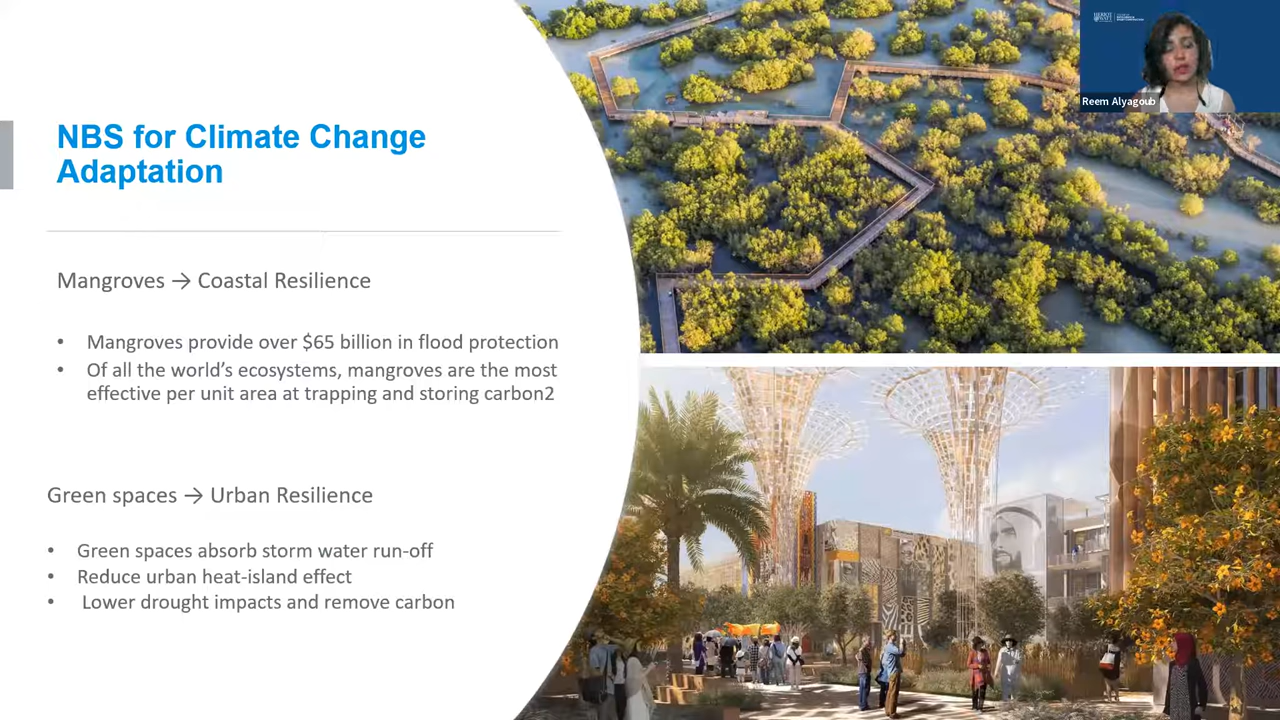 NBS for Climate Change
Adaptation
Mangroves → Coastal Resilience
• Mangroves provide over $65 billion in flood protection
• Of all the world's ecosystems, mangroves are the most
effective per unit area at trapping and storing carbon2
Green spaces → Urban Resilience
• Green spaces absorb storm water run-off
• Reduce urban heat-island effect
• Lower drought impacts and remove carbon
HERIOT
WATT
Reem Alyagoub